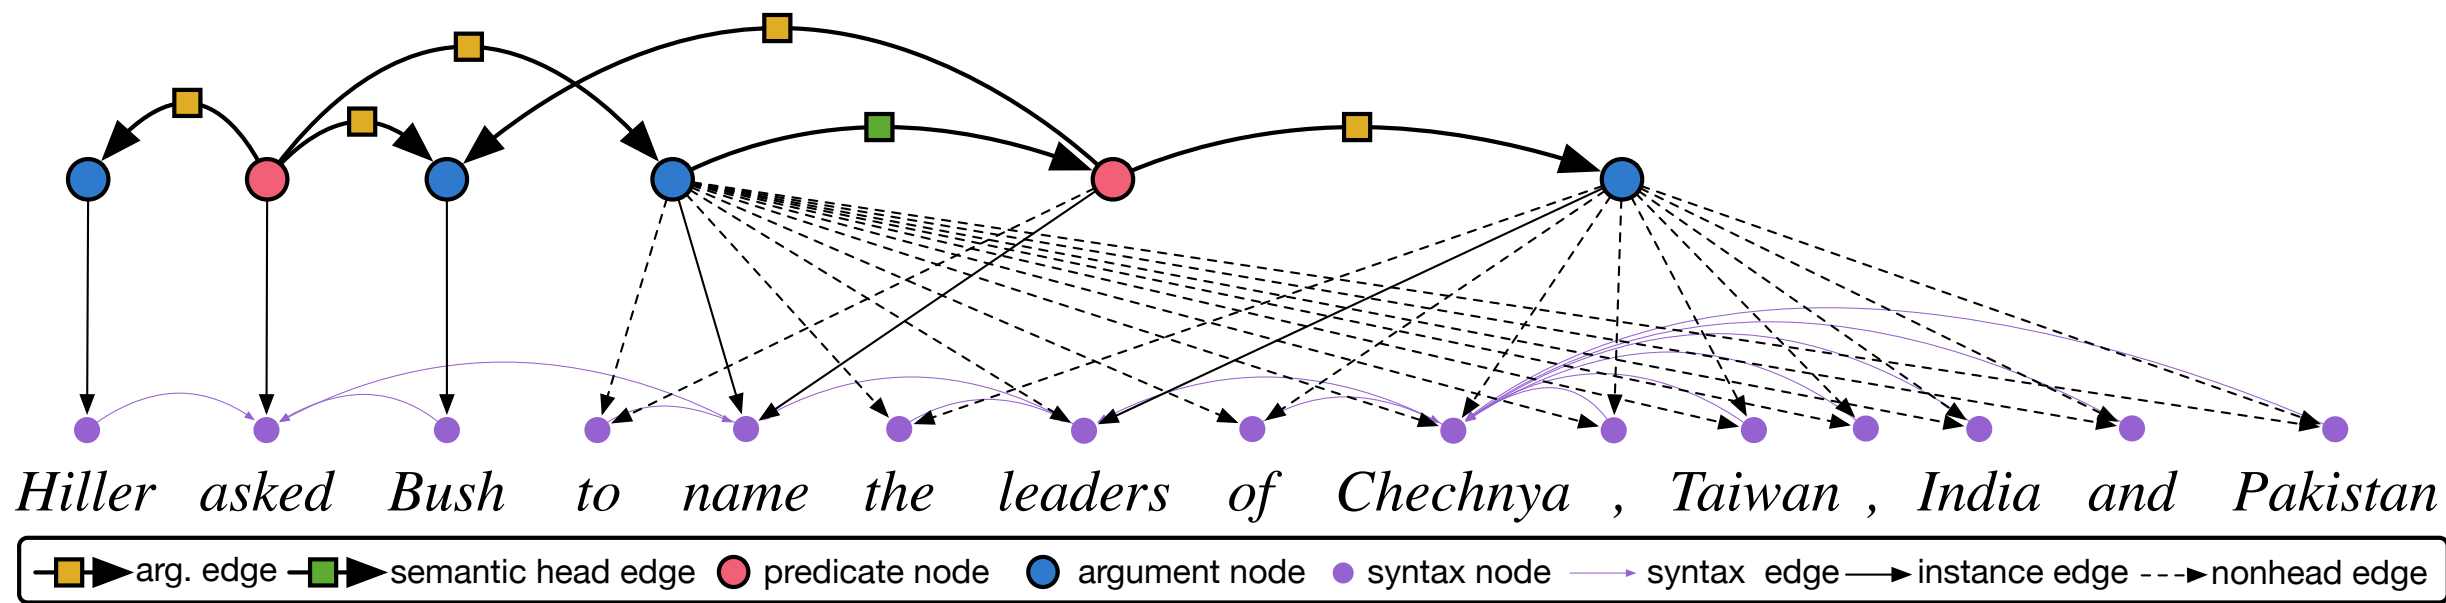 Hiller asked Bush to name the leaders of Chechnya , Taiwan , India and Pakistan
arg. edge semantic head edge predicate node argument node syntax node syntax edge instance edge nonhead edge